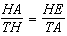 HA/TH = HE/TA